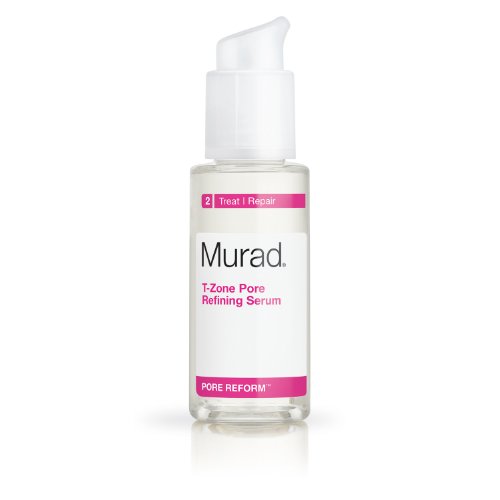 2 Treat | Repair
Murad®
T-Zone Pore
Refining Serum
PORE REFORM™